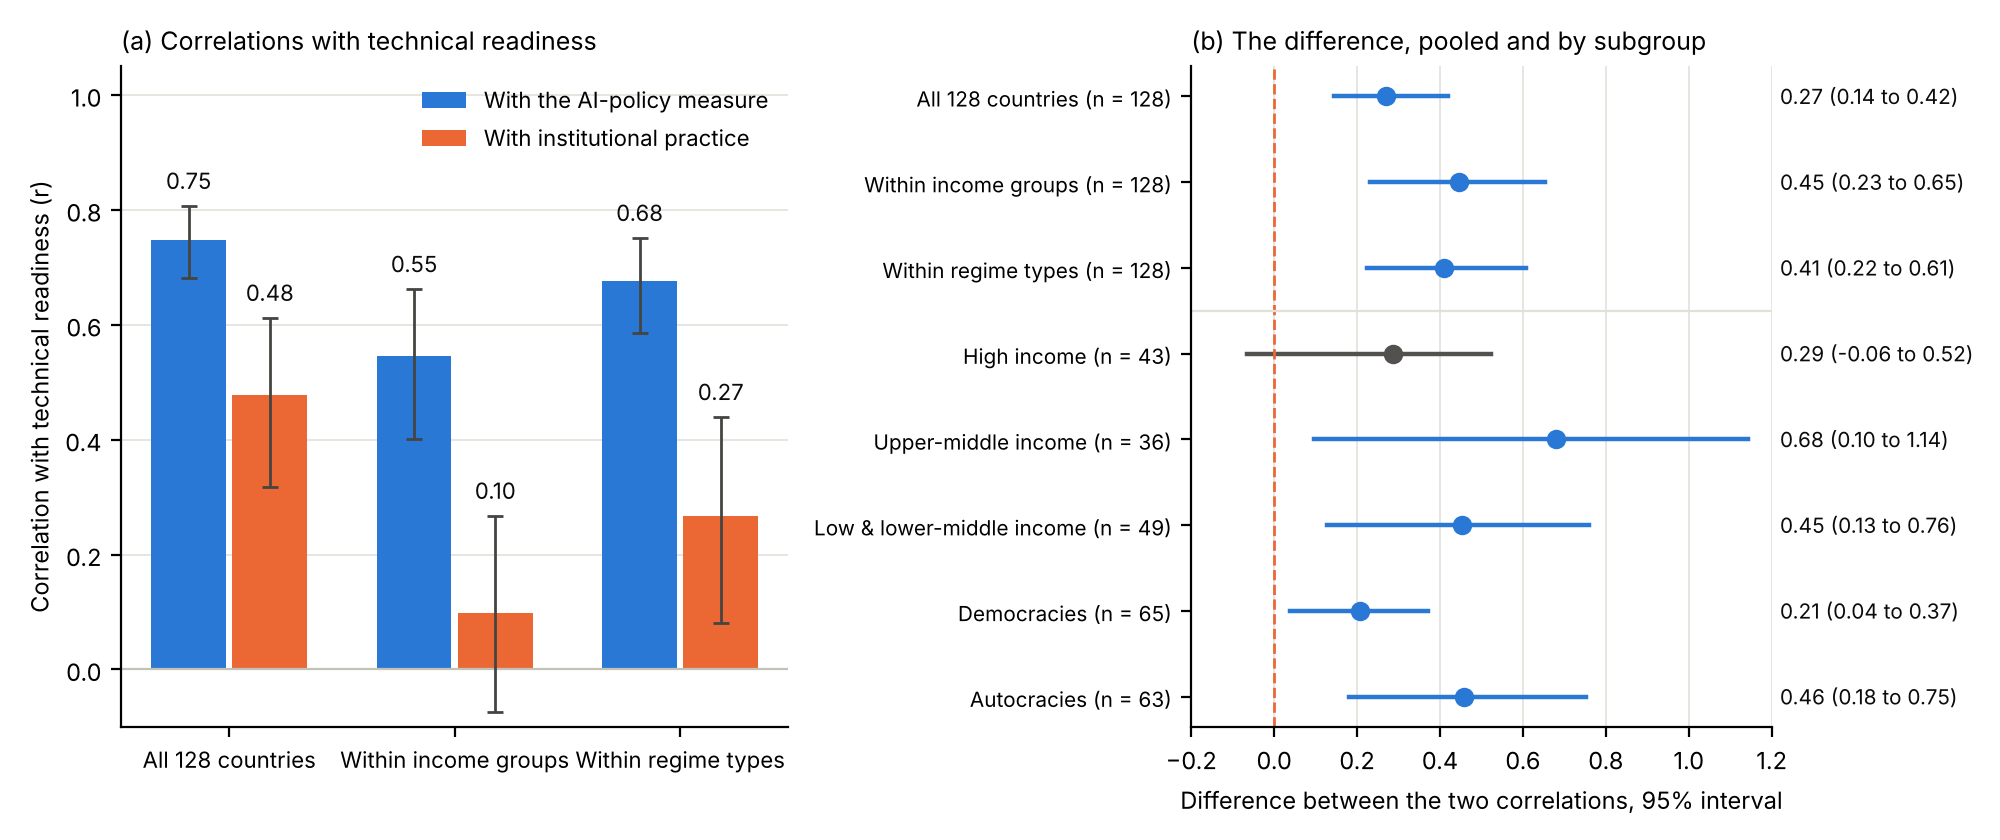 (a) Correlations with technical readiness
With the AI-policy measure
With institutional practice
Correlation with technical readiness (r)
1.0
0.8
0.6
0.4
0.2
0.0
0.75
0.48
0.55
0.10
0.68
0.27
All 128 countries
Within income groups
Within regime types
(b) The difference, pooled and by subgroup
All 128 countries (n = 128)
0.27 (0.14 to 0.42)
Within income groups (n = 128)
0.45 (0.23 to 0.65)
Within regime types (n = 128)
0.41 (0.22 to 0.61)
High income (n = 43)
0.29 (−0.06 to 0.52)
Upper-middle income (n = 36)
0.68 (0.10 to 1.14)
Low & lower-middle income (n = 49)
0.45 (0.13 to 0.76)
Democracies (n = 65)
0.21 (0.04 to 0.37)
Autocracies (n = 63)
0.46 (0.18 to 0.75)
−0.2
0.0
0.2
0.4
0.6
0.8
1.0
1.2
Difference between the two correlations, 95% interval